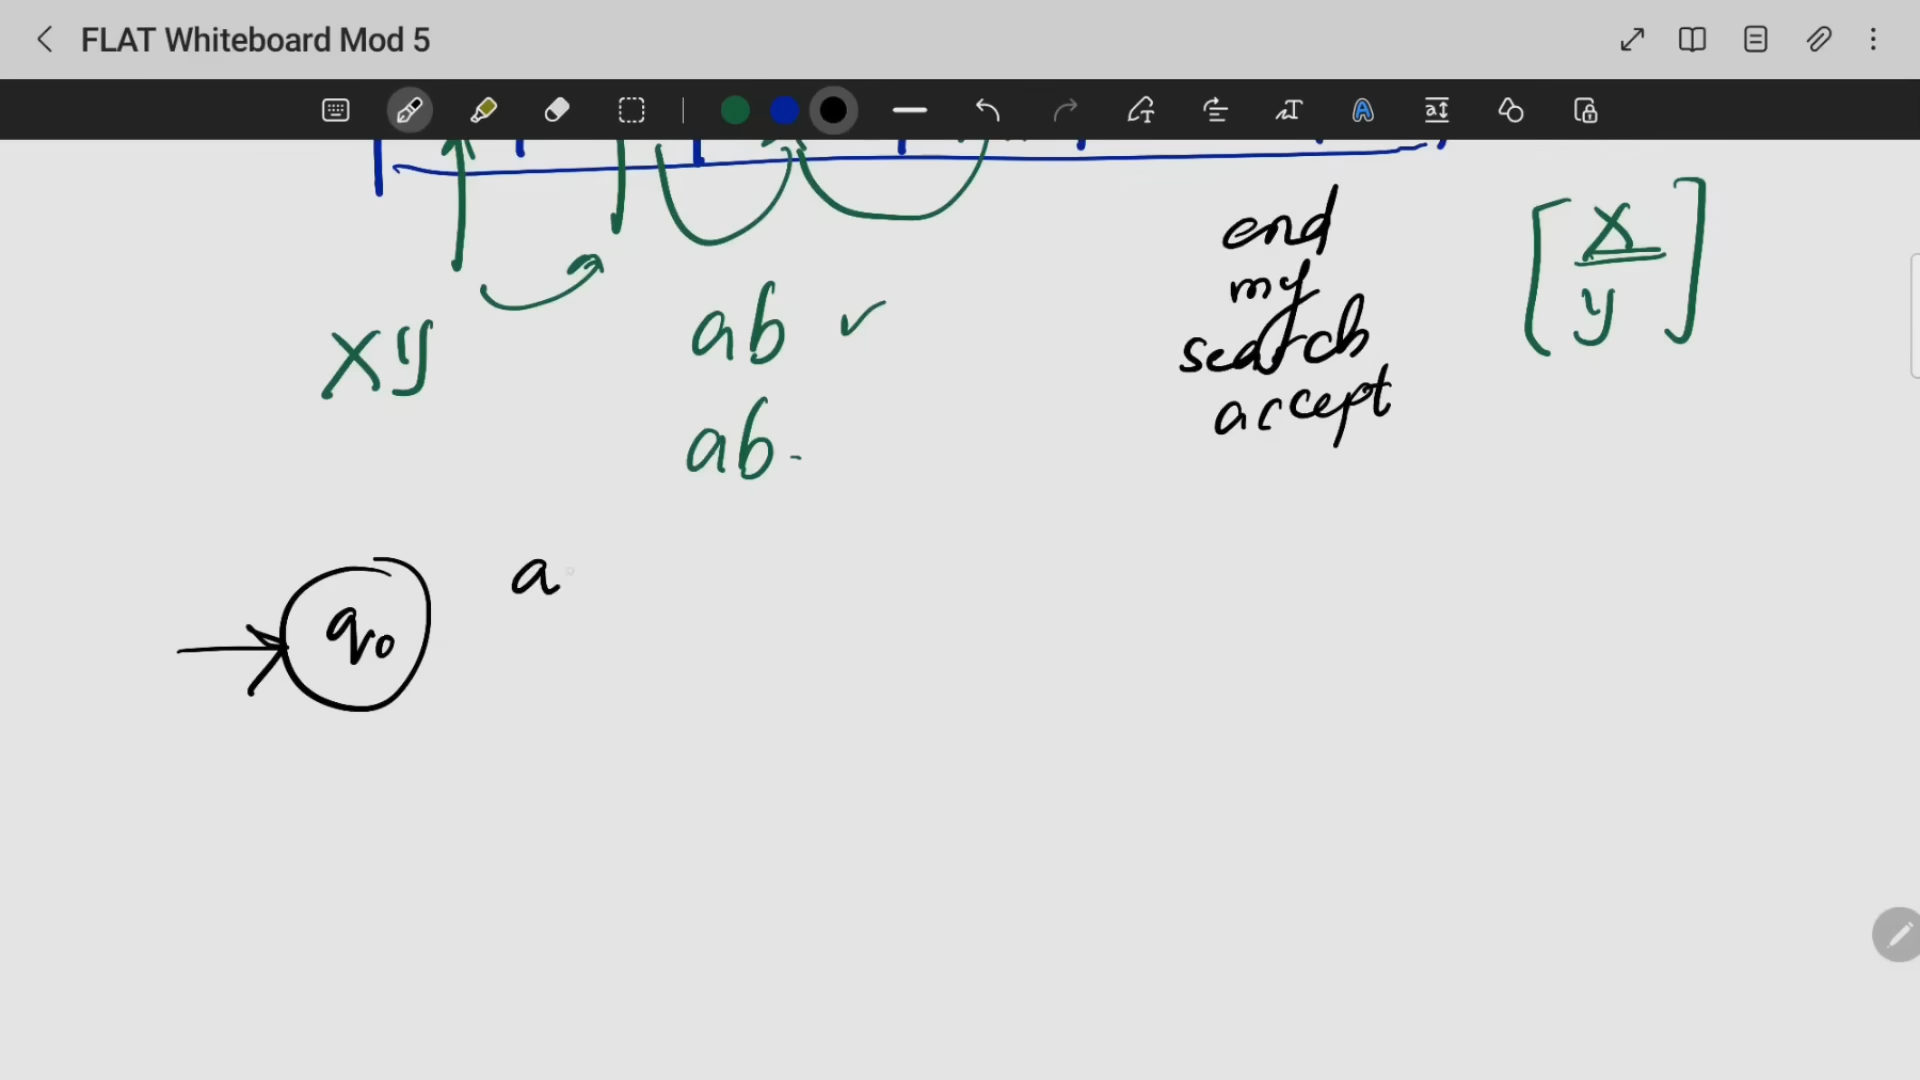 FLAT Whiteboard Mod 5
end
my
search
accept
x
y
xy
ab ✓
ab -
q0
a